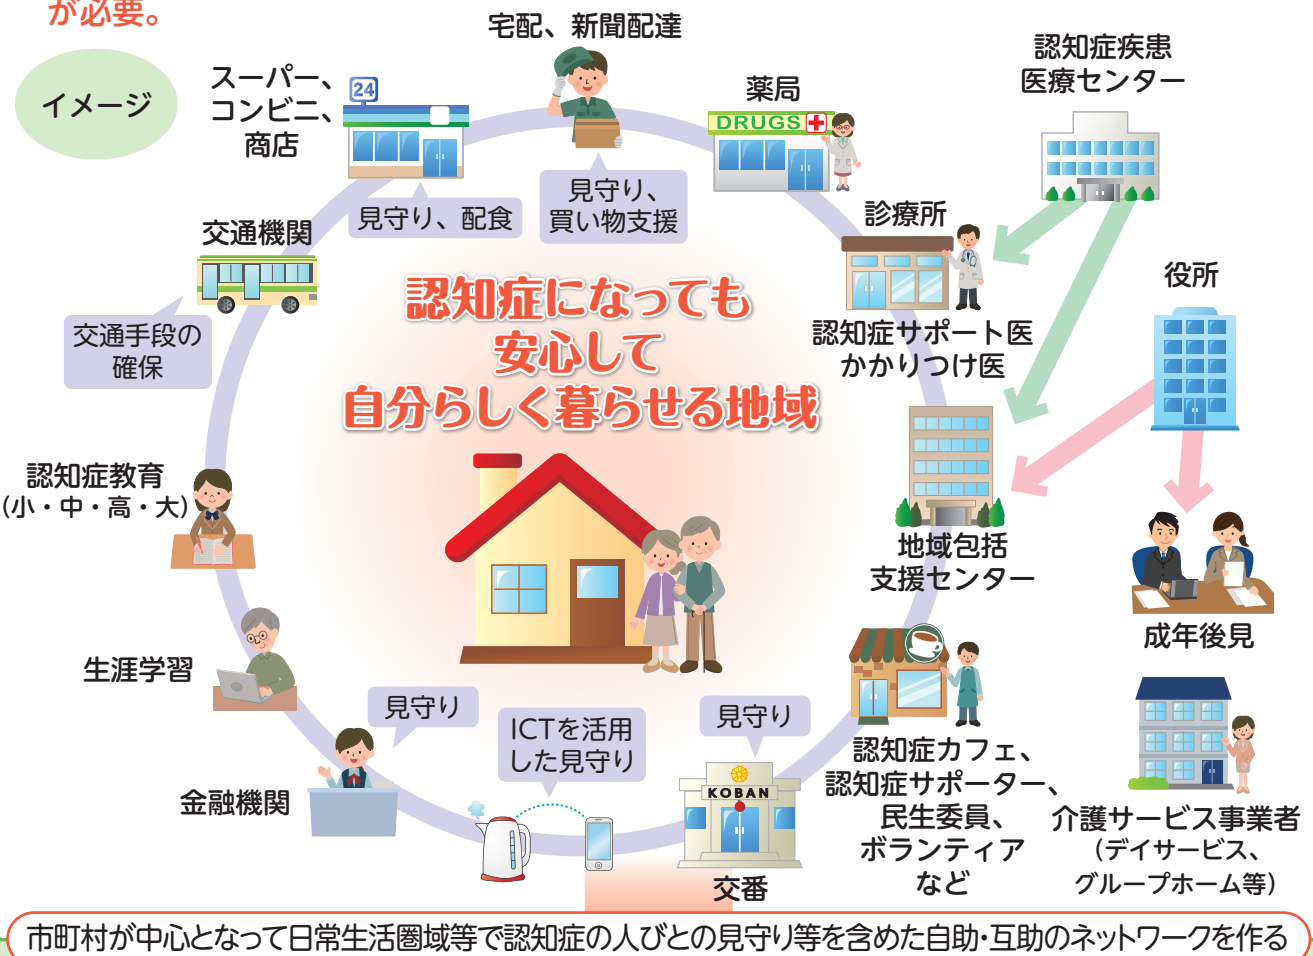 が必要。
イメージ
宅配、新聞配達
スーパー、
コンビニ、
商店
24
薬局
DRUGS
認知症疾患
医療センター
見守り、配食
見守り、
買い物支援
診療所
交通機関
役所
認知症になっても
安心して
自分らしく暮らせる地域
交通手段の
確保
認知症サポート医
かかりつけ医
認知症教育
(小・中・高・大)
地域包括
支援センター
成年後見
生涯学習
見守り
ICTを活用
した見守り
見守り
認知症カフェ、
認知症サポーター、
民生委員、
ボランティア
など
金融機関
KOBAN
交番
介護サービス事業者
(デイサービス、
グループホーム等)
市町村が中心となって日常生活圏域等で認知症の人びとの見守り等を含めた自助・互助のネットワークを作る